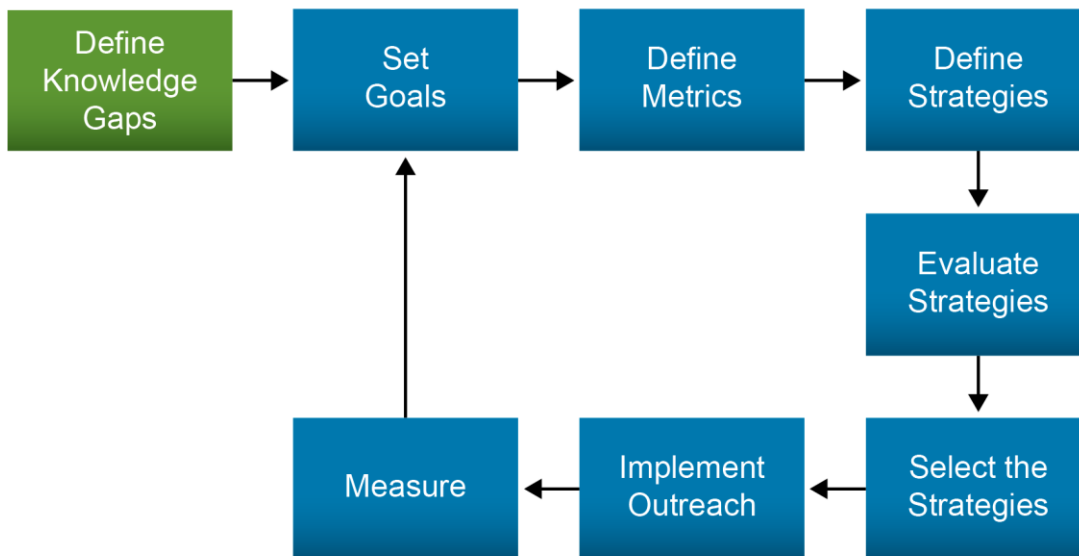 Define
Knowledge
Gaps
Set
Goals
Define
Metrics
Define
Strategies
Evaluate
Strategies
Select the
Strategies
Implement
Outreach
Measure